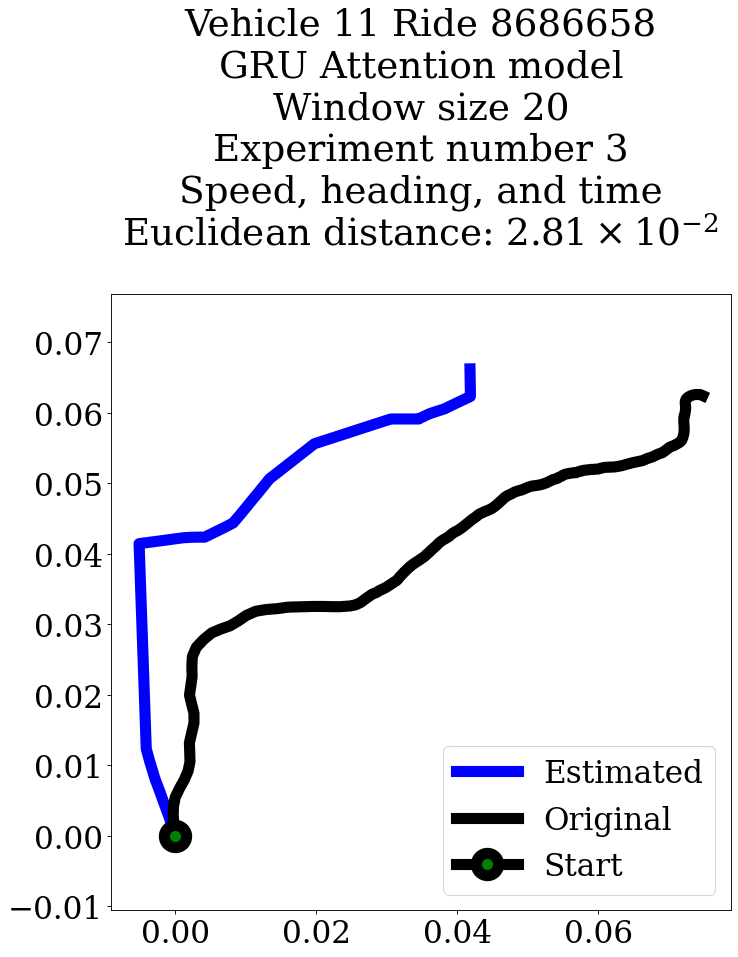 Vehicle 11 Ride 8686658
GRU Attention model
Window size 20
Experiment number 3
Speed, heading, and time
Euclidean distance: 2.81 × 10⁻²
0.07
0.06
0.05
0.04
0.03
0.02
0.01
0.00
−0.01
0.00 0.02 0.04 0.06
Estimated
Original
Start